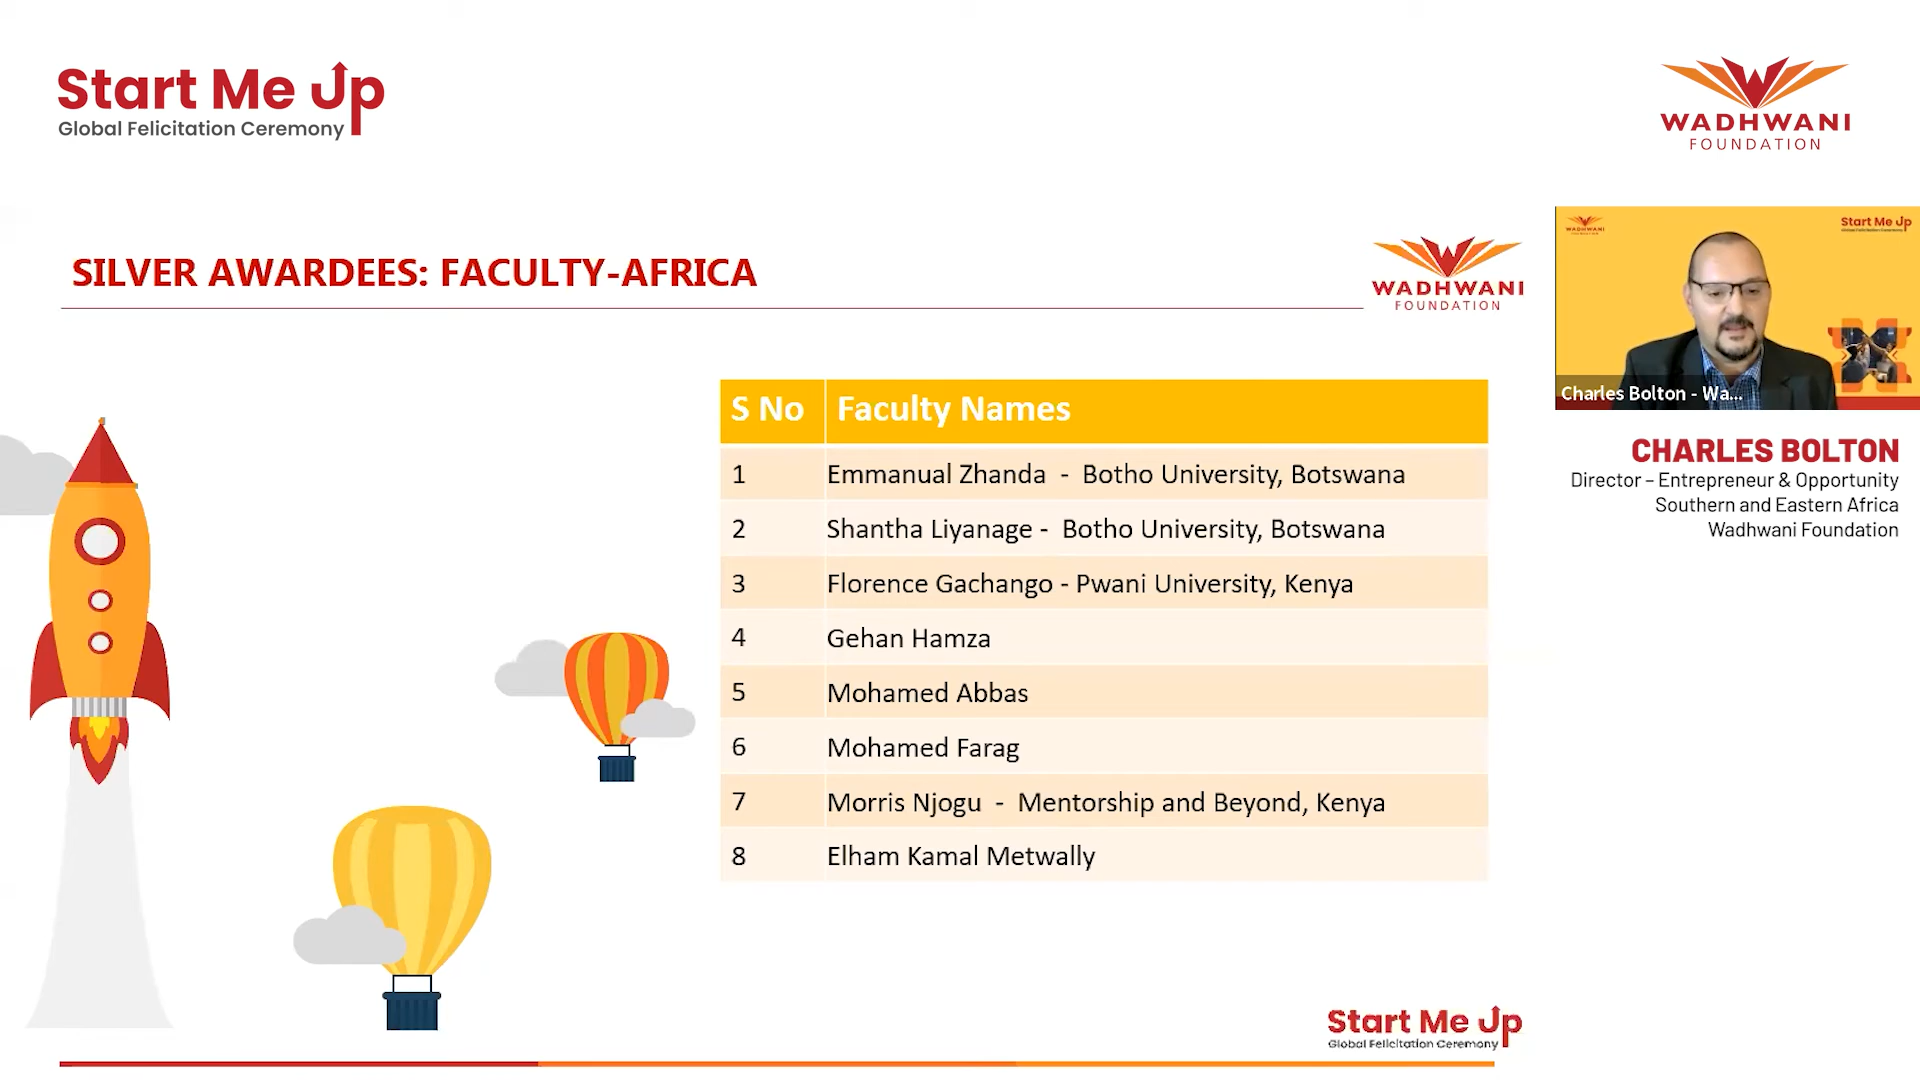 Start Me Up
Global Felicitation Ceremony
WADHWANI
FOUNDATION
SILVER AWARDEES: FACULTY-AFRICA
WADHWANI
FOUNDATION
S No Faculty Names
1 Emmanual Zhanda - Botho University, Botswana
2 Shantha Liyanage - Botho University, Botswana
3 Florence Gachango - Pwani University, Kenya
4 Gehan Hamza
5 Mohamed Abbas
6 Mohamed Farag
7 Morris Njogu - Mentorship and Beyond, Kenya
8 Elham Kamal Metwally
WADHWANI
Start Me Up
Global Felicitation Ceremony
Charles Bolton - Wa...
CHARLES BOLTON
Director – Entrepreneur & Opportunity
Southern and Eastern Africa
Wadhwani Foundation
Start Me Up
Global Felicitation Ceremony